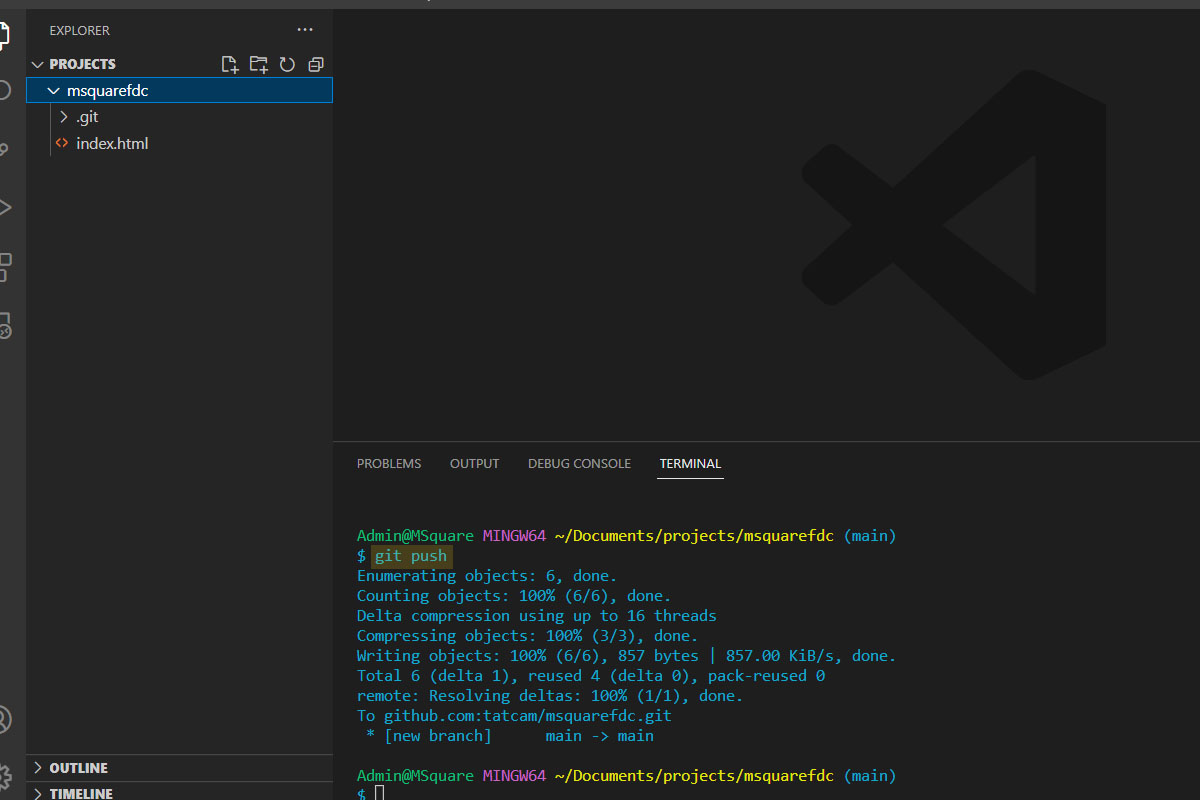 EXPLORER
PROJECTS
msquarefdc
.git
index.html
OUTLINE
TIMELINE
PROBLEMS OUTPUT DEBUG CONSOLE TERMINAL
Admin@MSquare MINGW64 ~/Documents/projects/msquarefdc (main)
$ git push
Enumerating objects: 6, done.
Counting objects: 100% (6/6), done.
Delta compression using up to 16 threads
Compressing objects: 100% (3/3), done.
Writing objects: 100% (6/6), 857 bytes | 857.00 KiB/s, done.
Total 6 (delta 1), reused 4 (delta 0), pack-reused 0
remote: Resolving deltas: 100% (1/1), done.
To github.com:tatcam/msquarefdc.git
 * [new branch]      main -> main
Admin@MSquare MINGW64 ~/Documents/projects/msquarefdc (main)
$